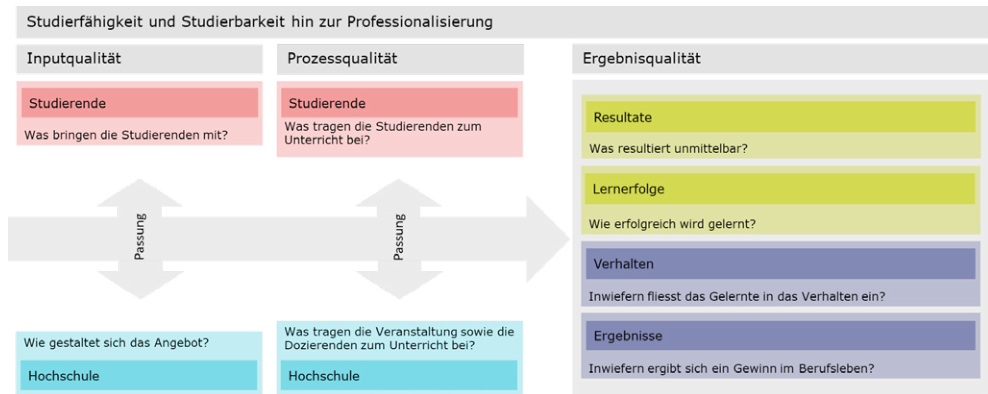 Studierfähigkeit und Studierbarkeit hin zur Professionalisierung
Inputqualität
Studierende
Was bringen die Studierenden mit?
Passung
Wie gestaltet sich das Angebot?
Hochschule
Prozessqualität
Studierende
Was tragen die Studierenden zum
Unterricht bei?
Passung
Was tragen die Veranstaltung sowie die
Dozierenden zum Unterricht bei?
Hochschule
Ergebnisqualität
Resultate
Was resultiert unmittelbar?
Lernerfolge
Wie erfolgreich wird gelernt?
Verhalten
Inwiefern fliesst das Gelernte in das Verhalten ein?
Ergebnisse
Inwiefern ergibt sich ein Gewinn im Berufsleben?